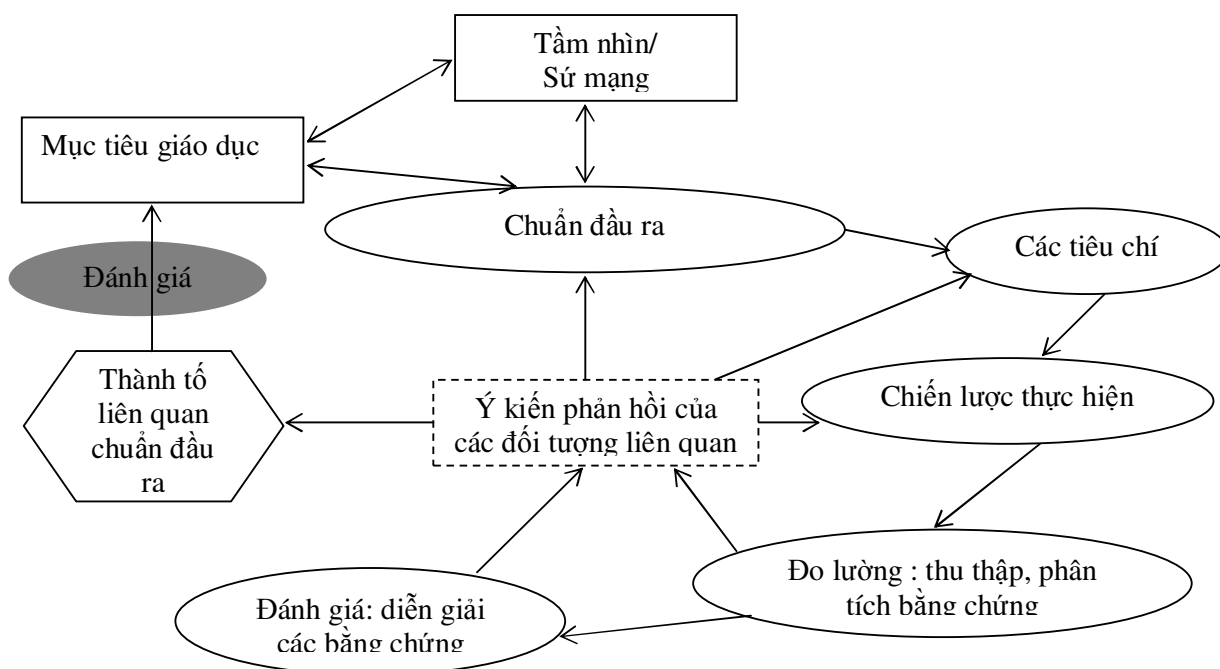 Tầm nhìn/
Sứ mạng
Mục tiêu giáo dục
Chuẩn đầu ra
Các tiêu chí
Đánh giá
Thành tố
liên quan
chuẩn đầu
ra
Ý kiến phản hồi của
các đối tượng liên quan
Chiến lược thực hiện
Đo lường : thu thập, phân
tích bằng chứng
Đánh giá: diễn giải
các bằng chứng